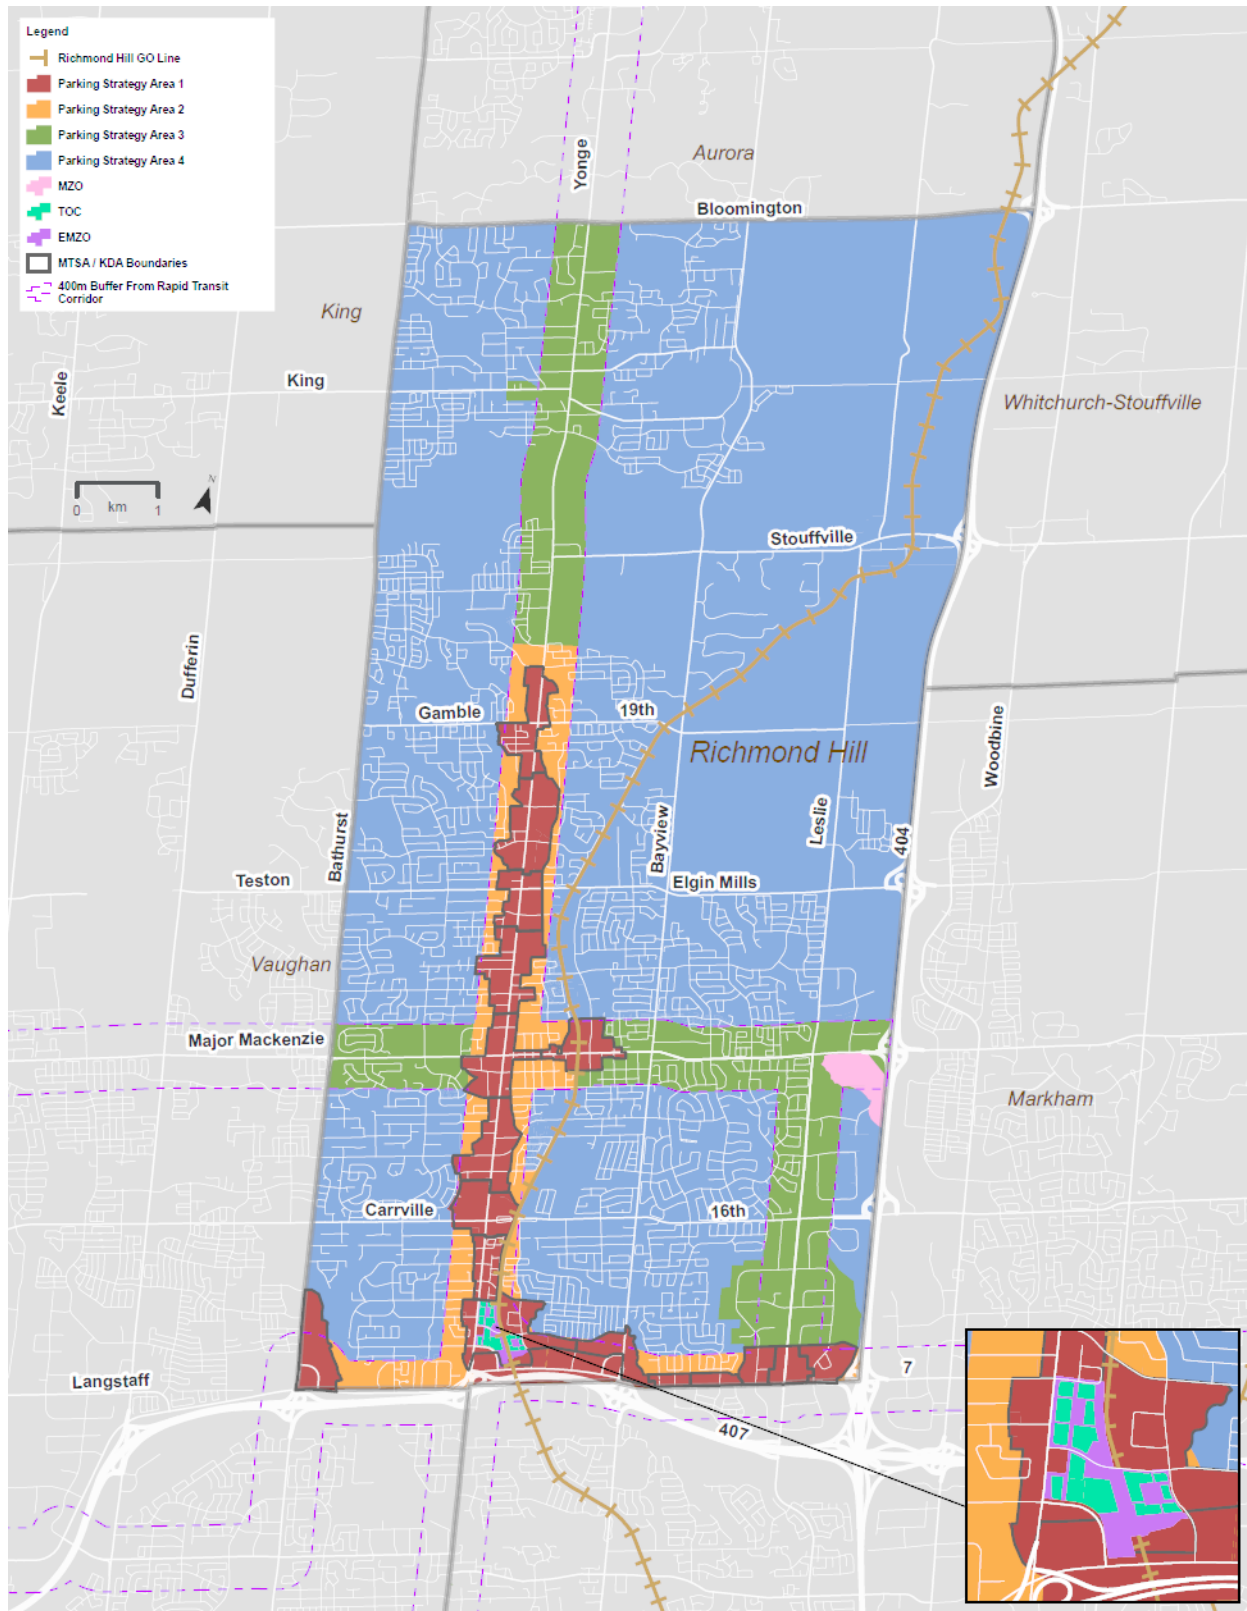 Legend
Richmond Hill GO Line
Parking Strategy Area 1
Parking Strategy Area 2
Parking Strategy Area 3
Parking Strategy Area 4
MZO
TOC
EMZO
MTSA / KDA Boundaries
400m Buffer From Rapid Transit
Corridor
Yonge
Aurora
Bloomington
King
King
Keele
Whitchurch-Stouffville
N
0 km 1
Stouffville
Dufferin
Gamble
19th
Richmond Hill
Woodbine
Bathurst
Bayview
Leslie
404
Teston
Elgin Mills
Vaughan
Major Mackenzie
Markham
Carrville
16th
Langstaff
7
407